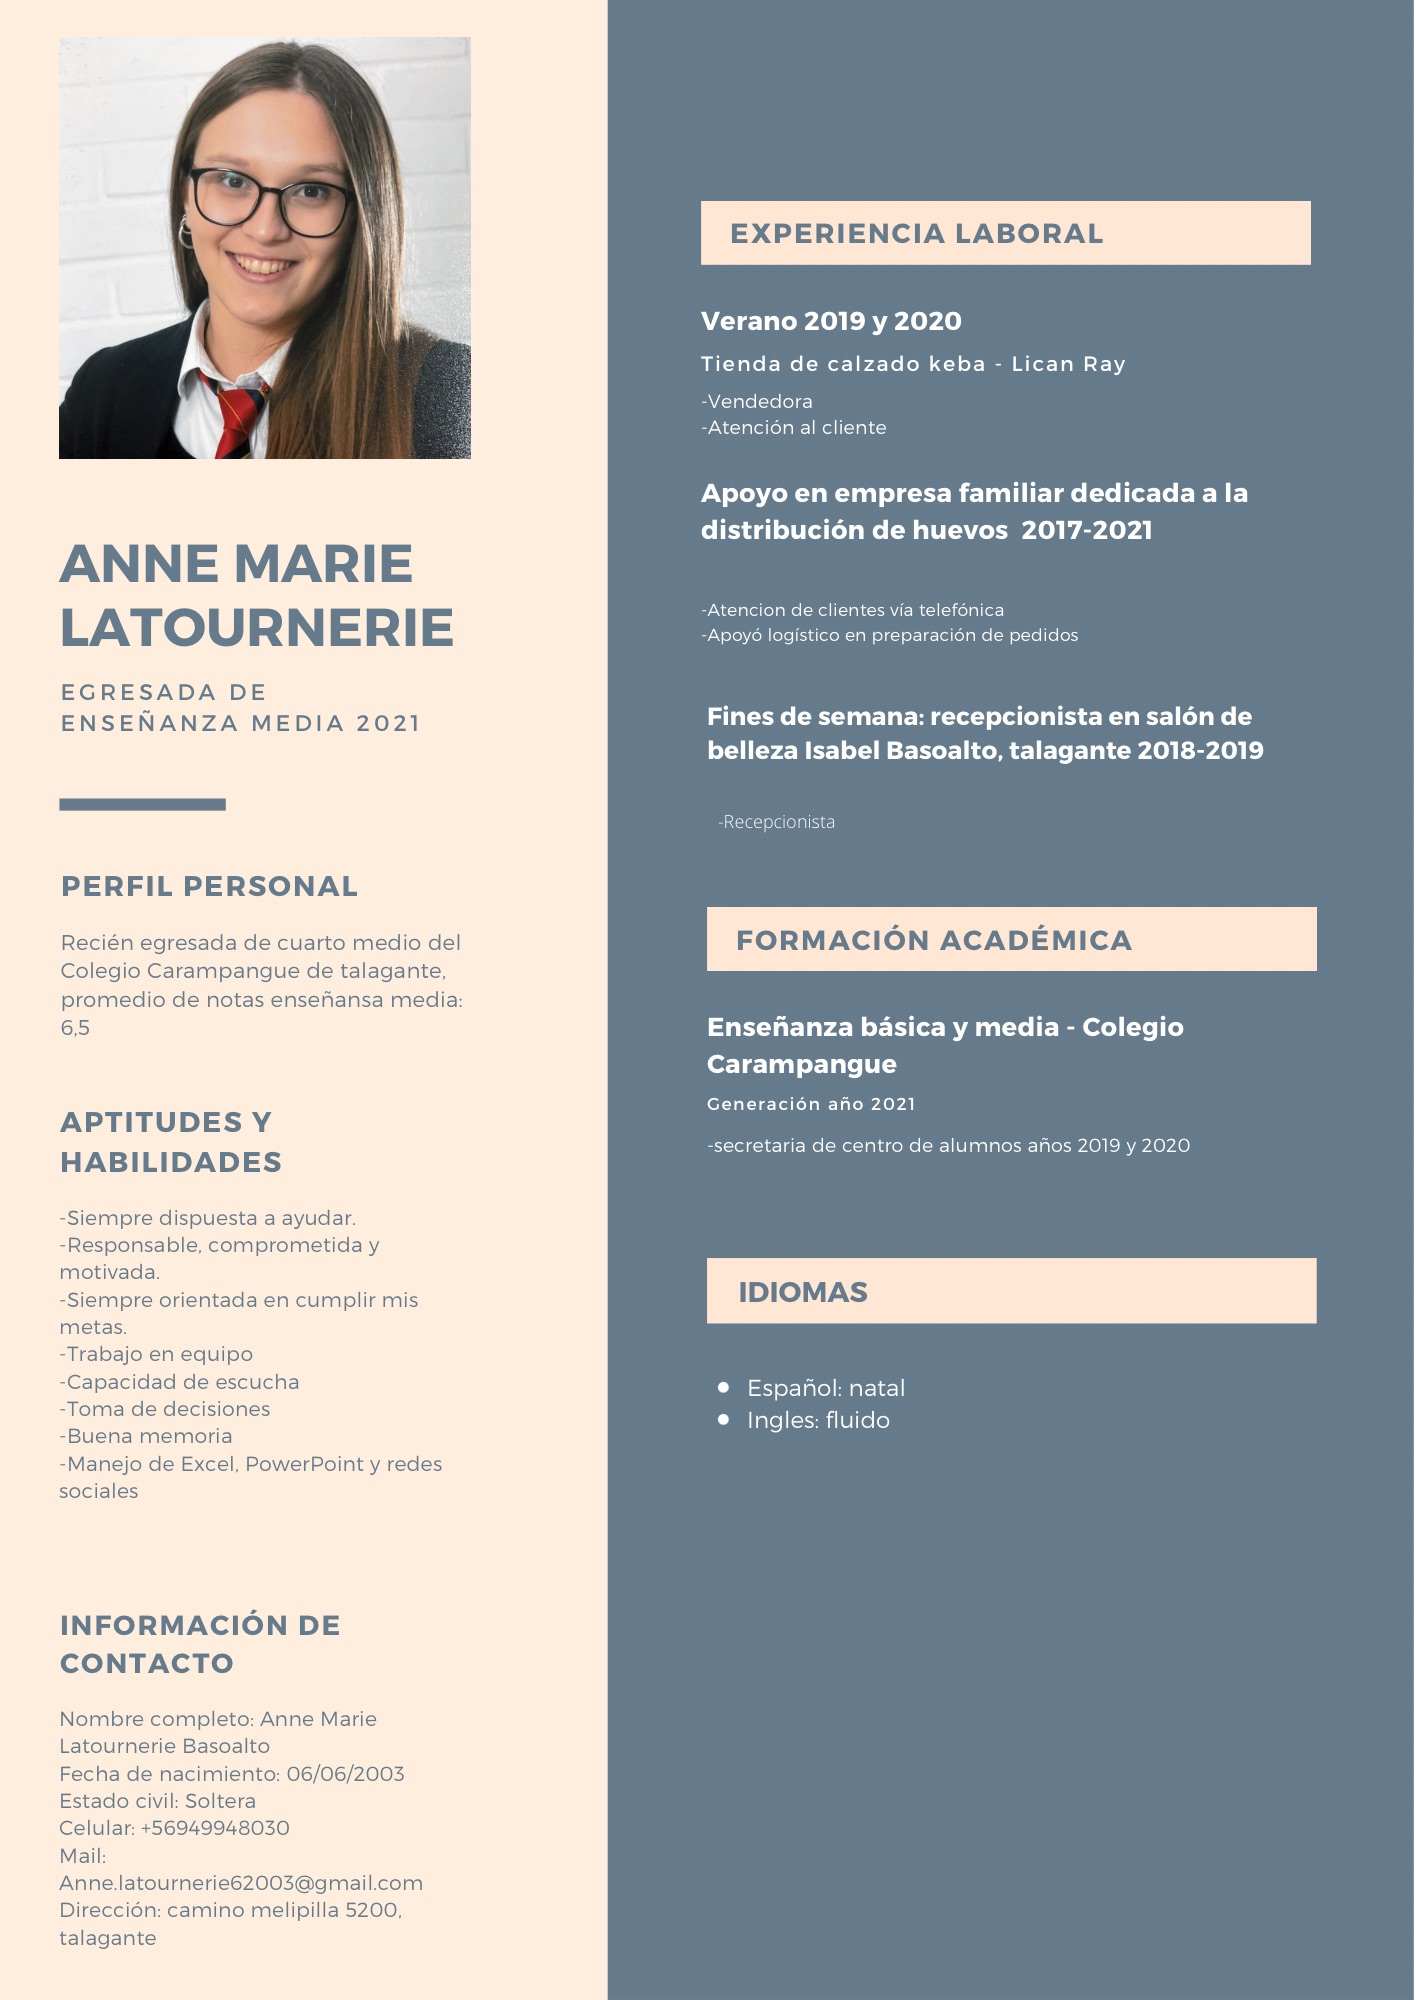 ANNE MARIE
LATOURNERIE
EGRESADA DE
ENSEÑANZA MEDIA 2021
PERFIL PERSONAL
Recién egresada de cuarto medio del
Colegio Carampangue de talagante,
promedio de notas enseñansa media:
6,5
APTITUDES Y
HABILIDADES
-Siempre dispuesta a ayudar.
-Responsable, comprometida y
motivada.
-Siempre orientada en cumplir mis
metas.
-Trabajo en equipo
-Capacidad de escucha
-Toma de decisiones
-Buena memoria
-Manejo de Excel, PowerPoint y redes
sociales
INFORMACIÓN DE
CONTACTO
Nombre completo: Anne Marie
Latournerie Basoalto
Fecha de nacimiento: 06/06/2003
Estado civil: Soltera
Celular: +56949948030
Mail:
Anne.latournerie62003@gmail.com
Dirección: camino melipilla 5200,
talagante
EXPERIENCIA LABORAL
Verano 2019 y 2020
Tienda de calzado keba - Lican Ray
-Vendedora
-Atención al cliente
Apoyo en empresa familiar dedicada a la
distribución de huevos  2017-2021
-Atencion de clientes vía telefónica
-Apoyó logístico en preparación de pedidos
Fines de semana: recepcionista en salón de
belleza Isabel Basoalto, talagante 2018-2019
-Recepcionista
FORMACIÓN ACADÉMICA
Enseñanza básica y media - Colegio
Carampangue
Generación año 2021
-secretaria de centro de alumnos años 2019 y 2020
IDIOMAS
• Español: natal
• Ingles: fluido